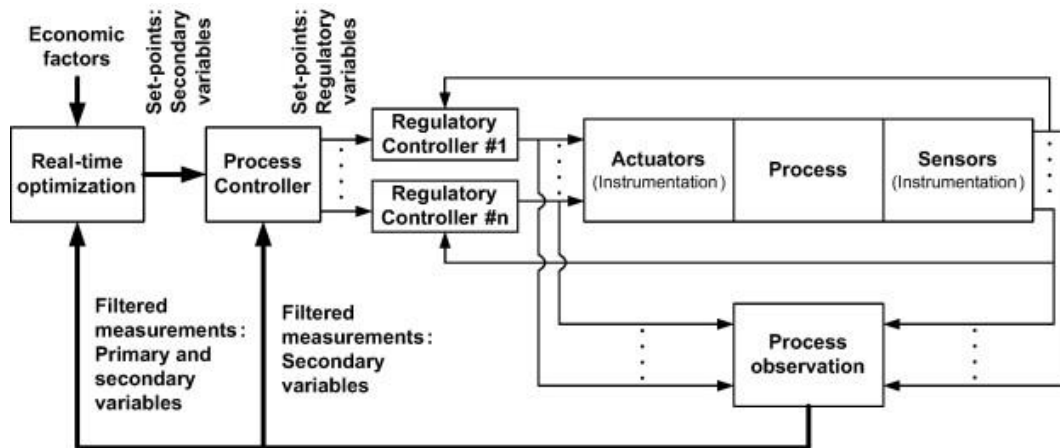 Economic
factors
Set-points:
Secondary
variables
Set-points:
Regulatory
variables
Real-time
optimization
Process
Controller
Regulatory
Controller #1
Regulatory
Controller #n
Actuators
(Instrumentation)
Process
Sensors
(Instrumentation)
Filtered
measurements:
Primary and
secondary
variables
Filtered
measurements:
Secondary
variables
Process
observation